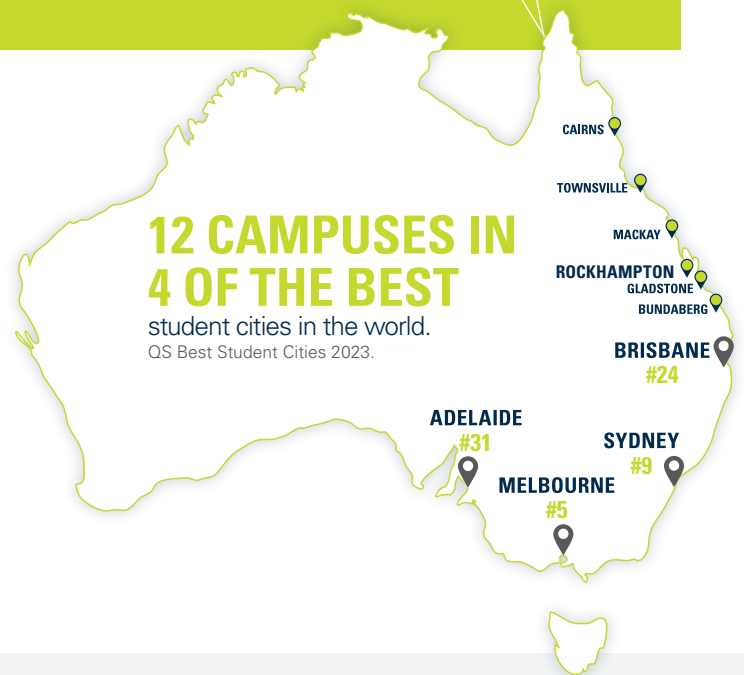 CAIRNS
TOWNSVILLE
12 CAMPUSES IN
4 OF THE BEST
student cities in the world.
QS Best Student Cities 2023.
MACKAY
ROCKHAMPTON
GLADSTONE
BUNDABERG
BRISBANE
#24
ADELAIDE
#31
SYDNEY
#9
MELBOURNE
#5